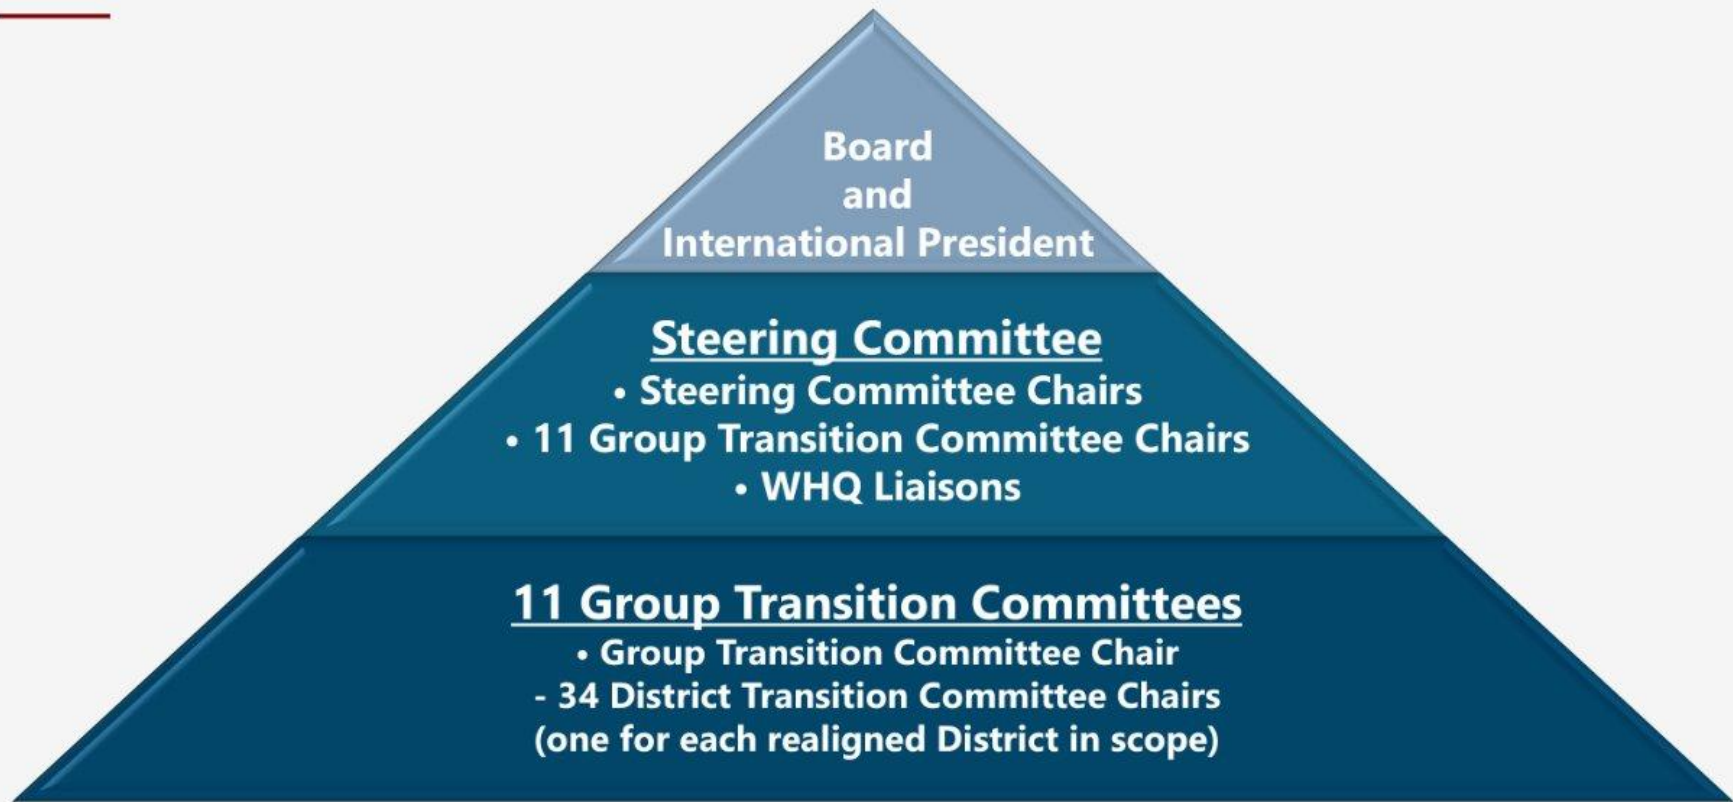 Board
and
International President
Steering Committee
• Steering Committee Chairs
• 11 Group Transition Committee Chairs
• WHQ Liaisons
11 Group Transition Committees
• Group Transition Committee Chair
- 34 District Transition Committee Chairs
(one for each realigned District in scope)